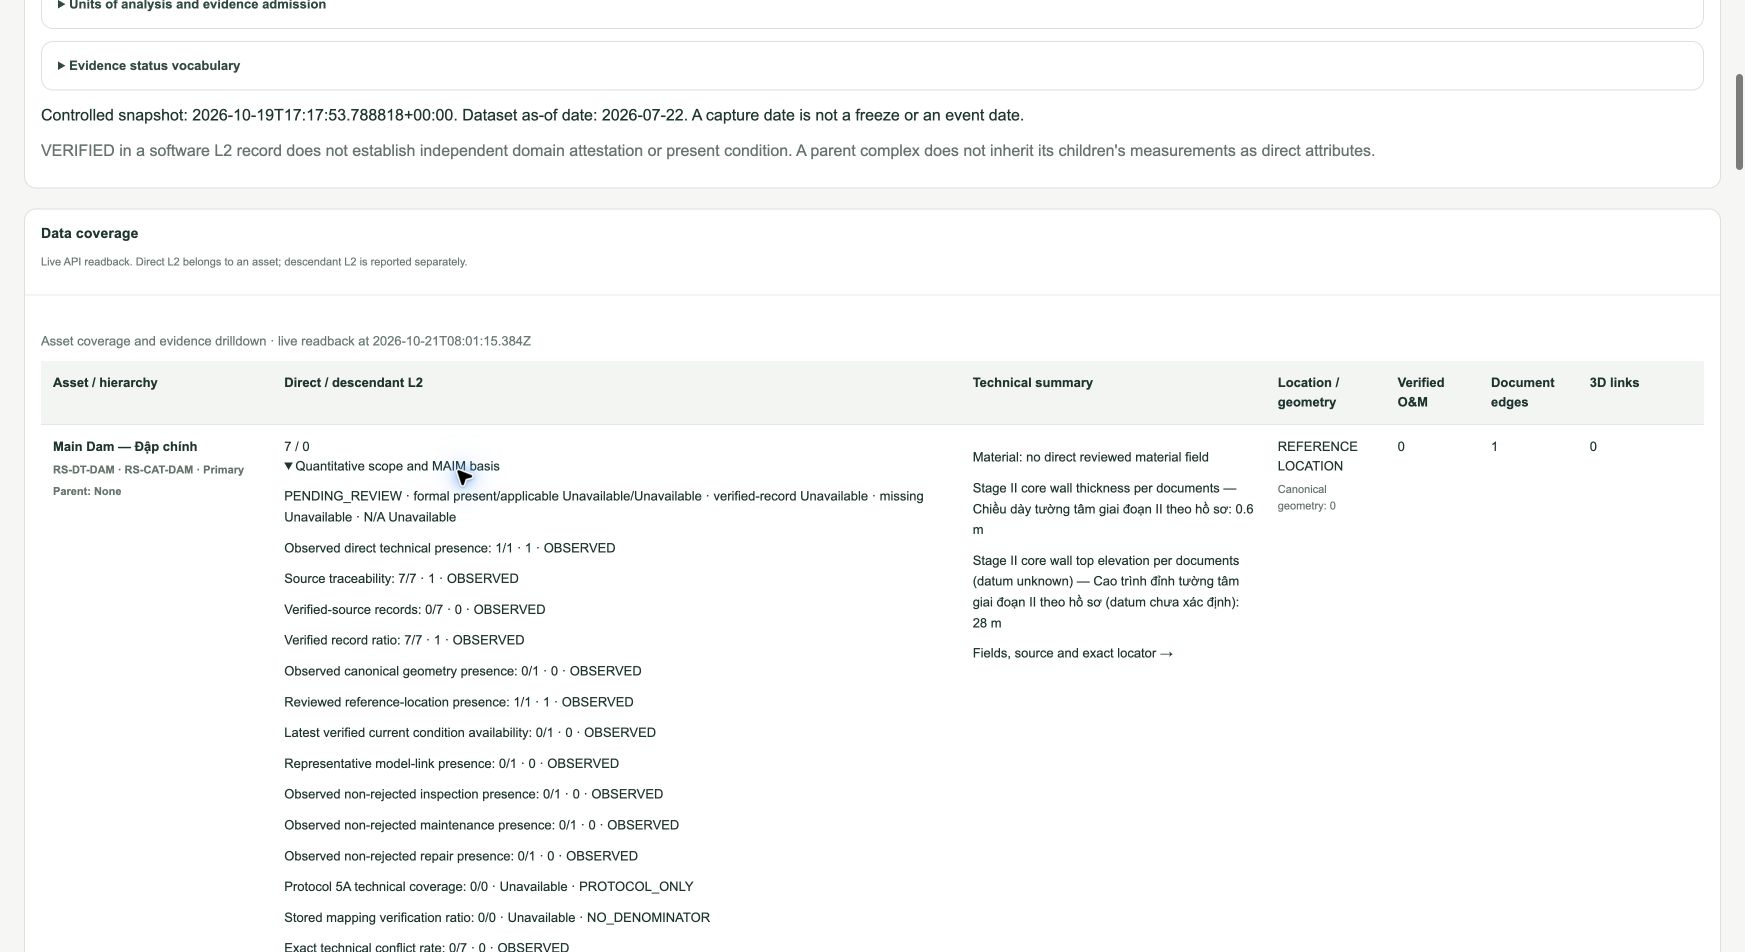 Units of analysis and evidence admission
Evidence status vocabulary
Controlled snapshot: 2026-10-19T17:17:53.788818+00:00. Dataset as-of date: 2026-07-22. A capture date is not a freeze or an event date.
VERIFIED in a software L2 record does not establish independent domain attestation or present condition. A parent complex does not inherit its children's measurements as direct attributes.
Data coverage
Live API readback. Direct L2 belongs to an asset; descendant L2 is reported separately.
Asset coverage and evidence drilldown · live readback at 2026-10-21T08:01:15.384Z
Asset / hierarchy
Direct / descendant L2
Technical summary
Location /
geometry
Verified
O&M
Document
edges
3D links
Main Dam — Đập chính
RS-DT-DAM · RS-CAT-DAM · Primary
Parent: None
7 / 0
Quantitative scope and MAIM basis
PENDING_REVIEW · formal present/applicable Unavailable/Unavailable · verified-record Unavailable · missing
Unavailable · N/A Unavailable
Observed direct technical presence: 1/1 · 1 · OBSERVED
Source traceability: 7/7 · 1 · OBSERVED
Verified-source records: 0/7 · 0 · OBSERVED
Verified record ratio: 7/7 · 1 · OBSERVED
Observed canonical geometry presence: 0/1 · 0 · OBSERVED
Reviewed reference-location presence: 1/1 · 1 · OBSERVED
Latest verified current condition availability: 0/1 · 0 · OBSERVED
Representative model-link presence: 0/1 · 0 · OBSERVED
Observed non-rejected inspection presence: 0/1 · 0 · OBSERVED
Observed non-rejected maintenance presence: 0/1 · 0 · OBSERVED
Observed non-rejected repair presence: 0/1 · 0 · OBSERVED
Protocol 5A technical coverage: 0/0 · Unavailable · PROTOCOL_ONLY
Stored mapping verification ratio: 0/0 · Unavailable · NO_DENOMINATOR
Exact technical conflict rate: 0/7 · 0 · OBSERVED
Material: no direct reviewed material field
Stage II core wall thickness per documents —
Chiều dày tường tâm giai đoạn II theo hồ sơ: 0.6
m
Stage II core wall top elevation per documents
(datum unknown) — Cao trình đỉnh tường tâm
giai đoạn II theo hồ sơ (datum chưa xác định):
28 m
Fields, source and exact locator →
REFERENCE
LOCATION
Canonical
geometry: 0
0
1
0